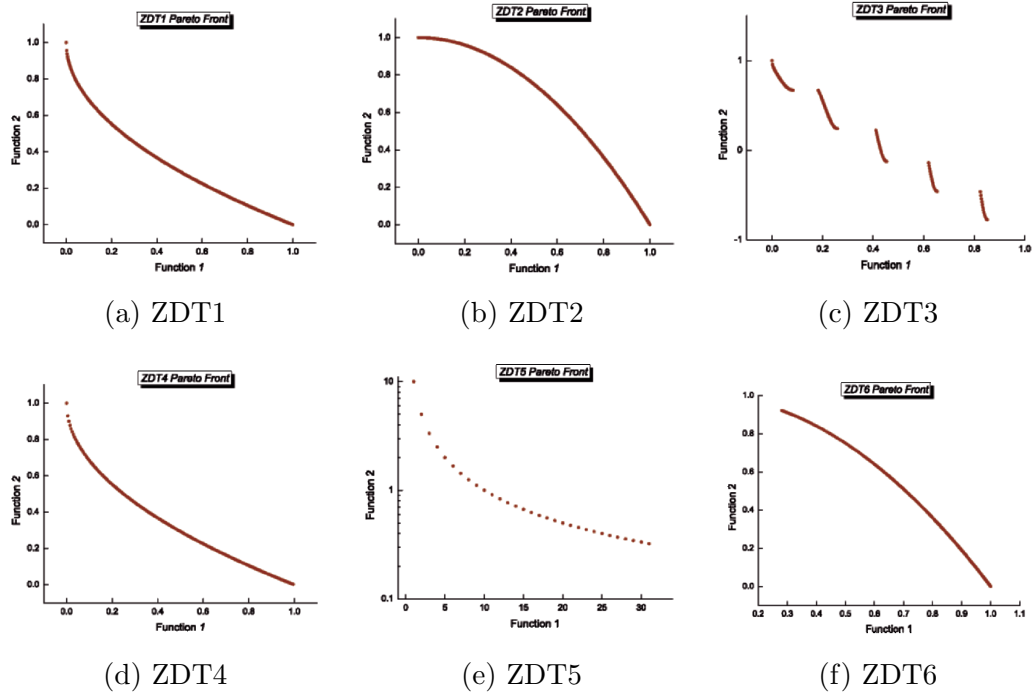 ZDT1 Pareto Front
1.0
0.8
0.6
0.4
0.2
0.0
Function 2
0.0 0.2 0.4 0.6 0.8 1.0
Function 1
(a) ZDT1
ZDT2 Pareto Front
1.0
0.8
0.6
0.4
0.2
0.0
Function 2
0.0 0.2 0.4 0.6 0.8 1.0
Function 1
(b) ZDT2
ZDT3 Pareto Front
1
0
-1
Function 2
0.0 0.2 0.4 0.6 0.8 1.0
Function 1
(c) ZDT3
ZDT4 Pareto Front
1.0
0.8
0.6
0.4
0.2
0.0
Function 2
0.0 0.2 0.4 0.6 0.8 1.0
Function 1
(d) ZDT4
ZDT5 Pareto Front
10
1
0.1
Function 2
0 5 10 15 20 25 30
Function 1
(e) ZDT5
ZDT6 Pareto Front
1.0
0.8
0.6
0.4
0.2
0.0
Function 2
0.2 0.3 0.4 0.5 0.6 0.7 0.8 0.9 1.0 1.1
Function 1
(f) ZDT6